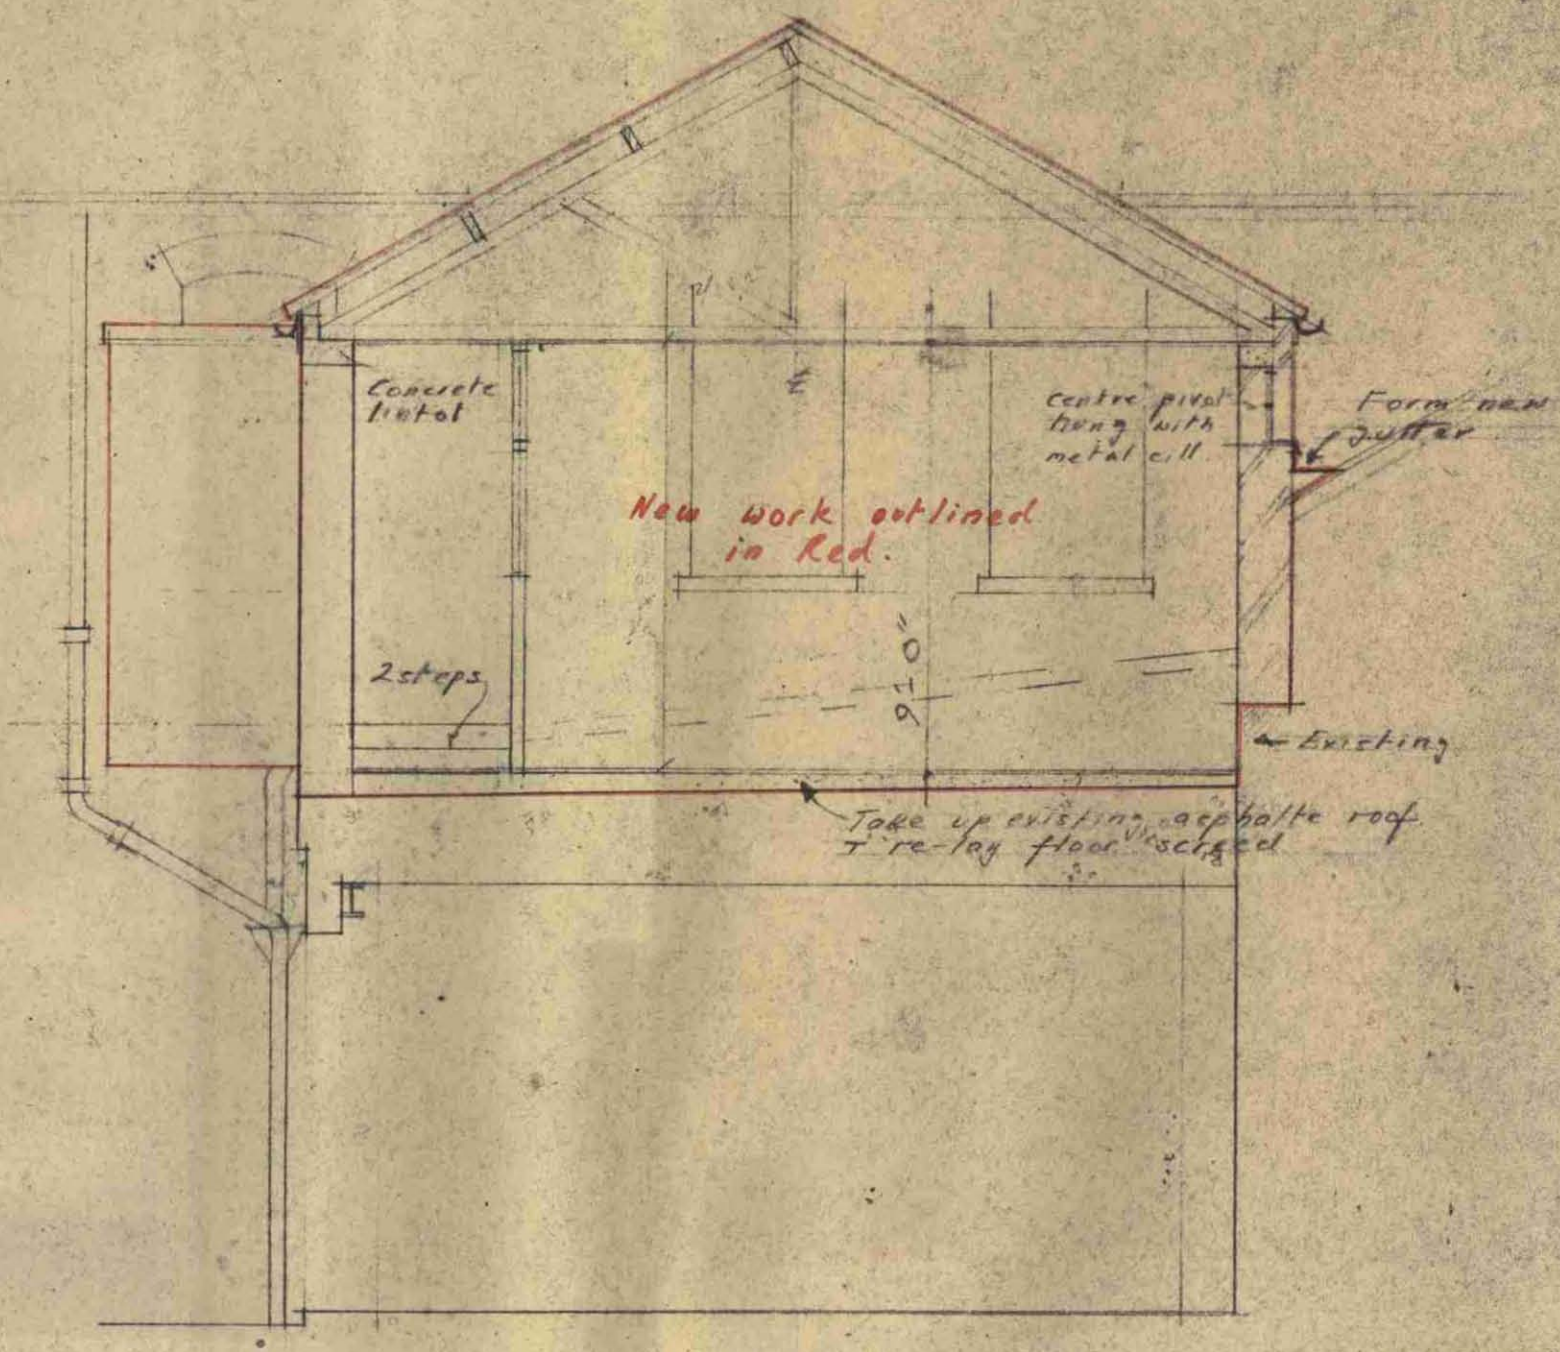 Concrete
lintol
centre pivot
hung with
metal cill.
Form new
gutter
New work outlined
in Red.
2 steps
9'. 0"
Existing
Take up existing asphalte roof
& re-lay floor screed